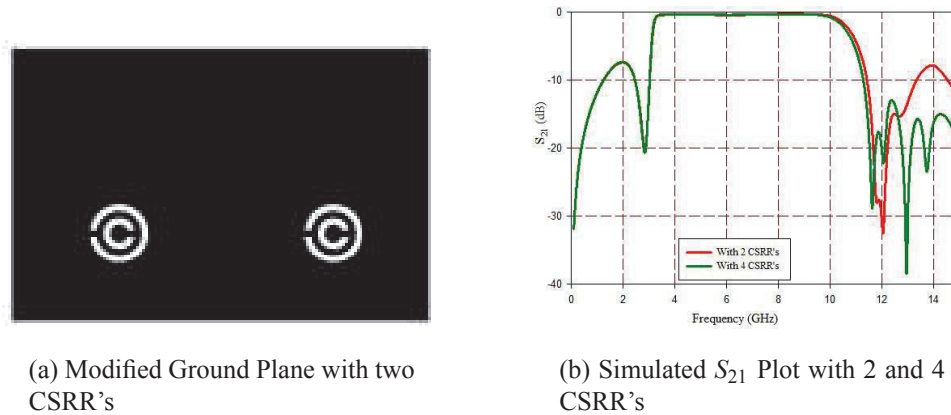 0
-10
-20
-30
-40
S21 (dB)
With 2 CSRR's
With 4 CSRR's
0 2 4 6 8 10 12 14
Frequency (GHz)
(a) Modified Ground Plane with two
CSRR's
(b) Simulated S21 Plot with 2 and 4
CSRR's